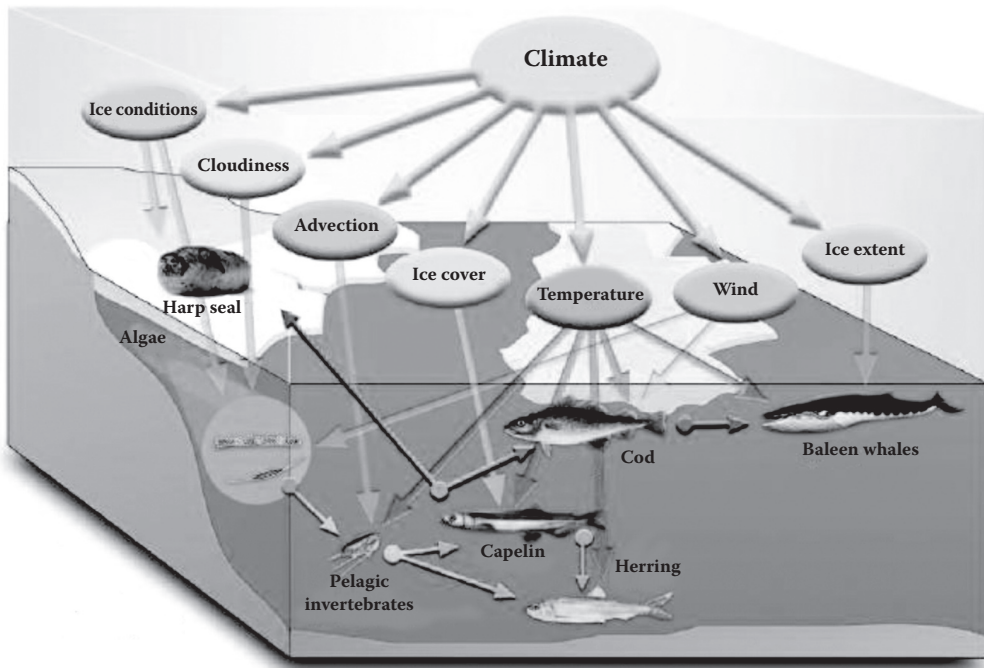 Climate
Ice conditions
Cloudiness
Advection
Ice cover
Temperature
Wind
Ice extent
Harp seal
Algae
Cod
Baleen whales
Capelin
Herring
Pelagic
invertebrates